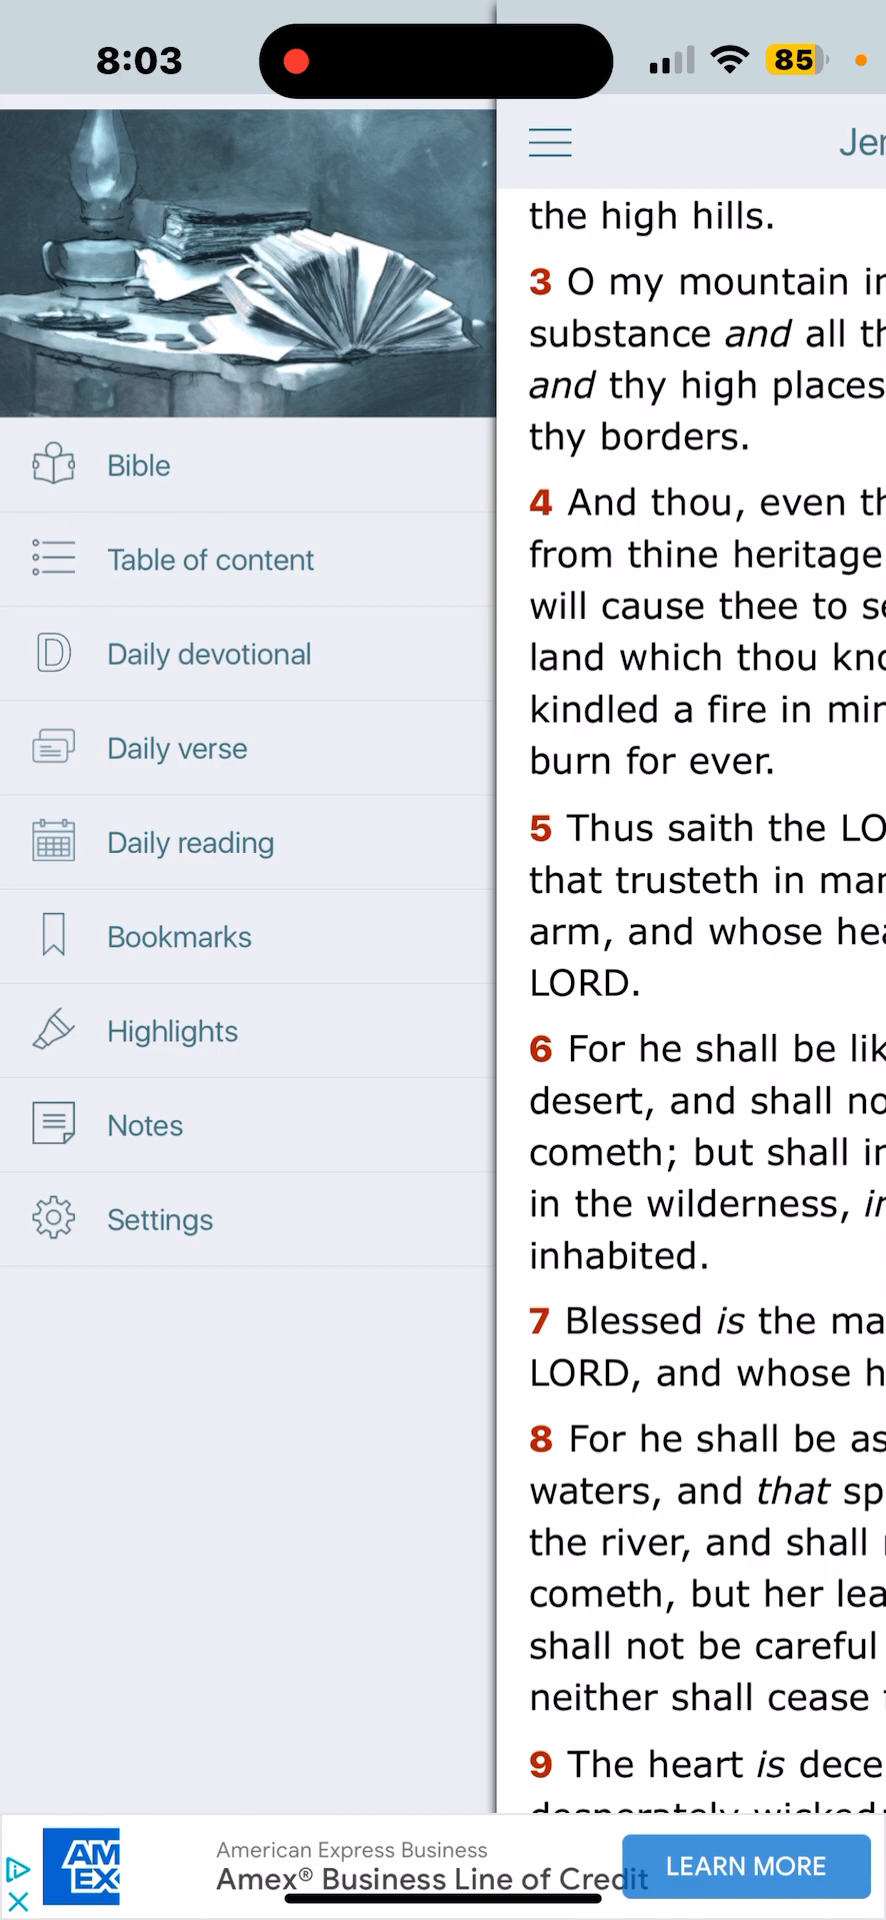 8:03
85
Jer
the high hills.
3 O my mountain in
substance and all th
and thy high places
thy borders.
4 And thou, even th
from thine heritage
will cause thee to se
land which thou kno
kindled a fire in min
burn for ever.
5 Thus saith the LO
that trusteth in man
arm, and whose hea
LORD.
6 For he shall be lik
desert, and shall no
cometh; but shall in
in the wilderness, in
inhabited.
7 Blessed is the ma
LORD, and whose h
8 For he shall be as
waters, and that sp
the river, and shall
cometh, but her lea
shall not be careful
neither shall cease
9 The heart is dece
desperately wicked;
Bible
Table of content
Daily devotional
Daily verse
Daily reading
Bookmarks
Highlights
Notes
Settings
AM
EX
American Express Business
Amex® Business Line of Credit
LEARN MORE